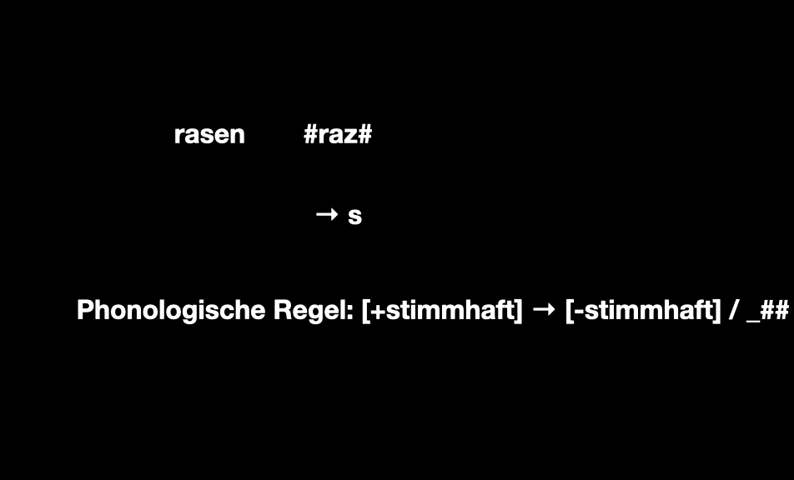 rasen #raz#
→ s
Phonologische Regel: [+stimmhaft] → [-stimmhaft] / _##